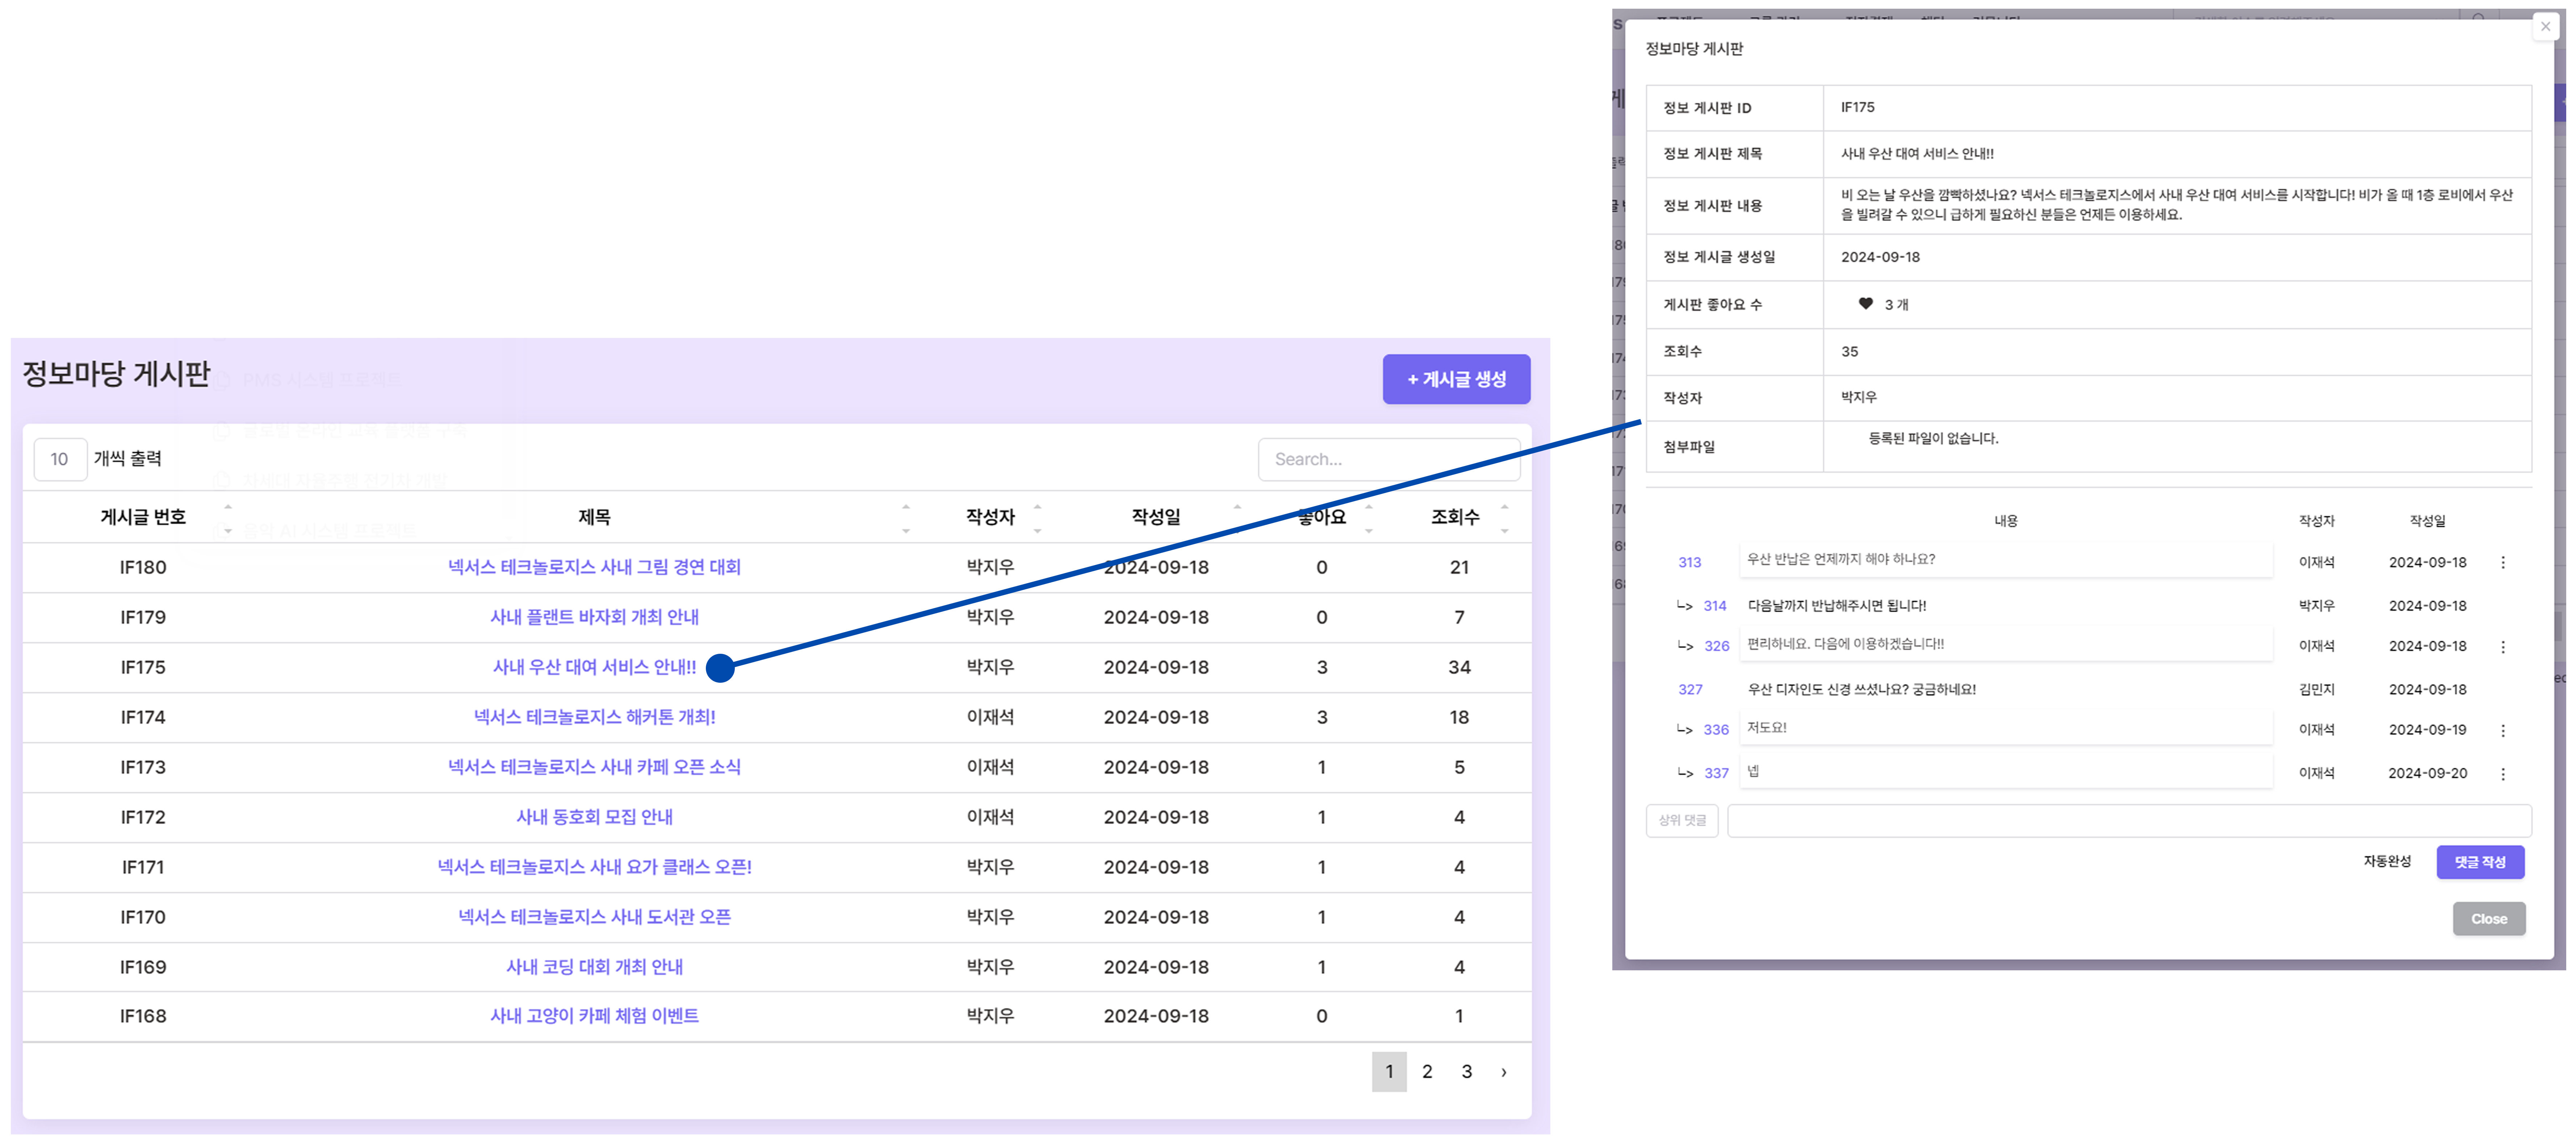 정보마당 게시판
+ 게시글 생성
10 개씩 출력
Search...
게시글 번호 제목 작성자 작성일 좋아요 조회수
IF180 넥서스 테크놀로지스 사내 그림 경연 대회 박지우 2024-09-18 0 21
IF179 사내 플랜트 바자회 개최 안내 박지우 2024-09-18 0 7
IF175 사내 우산 대여 서비스 안내!! 박지우 2024-09-18 3 34
IF174 넥서스 테크놀로지스 해커톤 개최! 이재석 2024-09-18 3 18
IF173 넥서스 테크놀로지스 사내 카페 오픈 소식 이재석 2024-09-18 1 5
IF172 사내 동호회 모집 안내 이재석 2024-09-18 1 4
IF171 넥서스 테크놀로지스 사내 요가 클래스 오픈! 박지우 2024-09-18 1 4
IF170 넥서스 테크놀로지스 사내 도서관 오픈 박지우 2024-09-18 1 4
IF169 사내 코딩 대회 개최 안내 박지우 2024-09-18 1 4
IF168 사내 고양이 카페 체험 이벤트 박지우 2024-09-18 0 1
1 2 3 ›
정보마당 게시판
정보 게시판 ID IF175
정보 게시판 제목 사내 우산 대여 서비스 안내!!
정보 게시판 내용 비 오는 날 우산을 깜빡하셨나요? 넥서스 테크놀로지스에서 사내 우산 대여 서비스를 시작합니다! 비가 올 때 1층 로비에서 우산
을 빌려갈 수 있으니 급하게 필요하신 분들은 언제든 이용하세요.
정보 게시글 생성일 2024-09-18
게시판 좋아요 수 ♥ 3 개
조회수 35
작성자 박지우
첨부파일 등록된 파일이 없습니다.
내용 작성자 작성일
313 우산 반납은 언제까지 해야 하나요? 이재석 2024-09-18
ㄴ> 314 다음날까지 반납해주시면 됩니다! 박지우 2024-09-18
ㄴ> 326 편리하네요. 다음에 이용하겠습니다!! 이재석 2024-09-18
327 우산 디자인도 신경 쓰셨나요? 궁금하네요! 김민지 2024-09-18
ㄴ> 336 저도요! 이재석 2024-09-19
ㄴ> 337 넵 이재석 2024-09-20
상위 댓글
자동완성 댓글 작성
Close